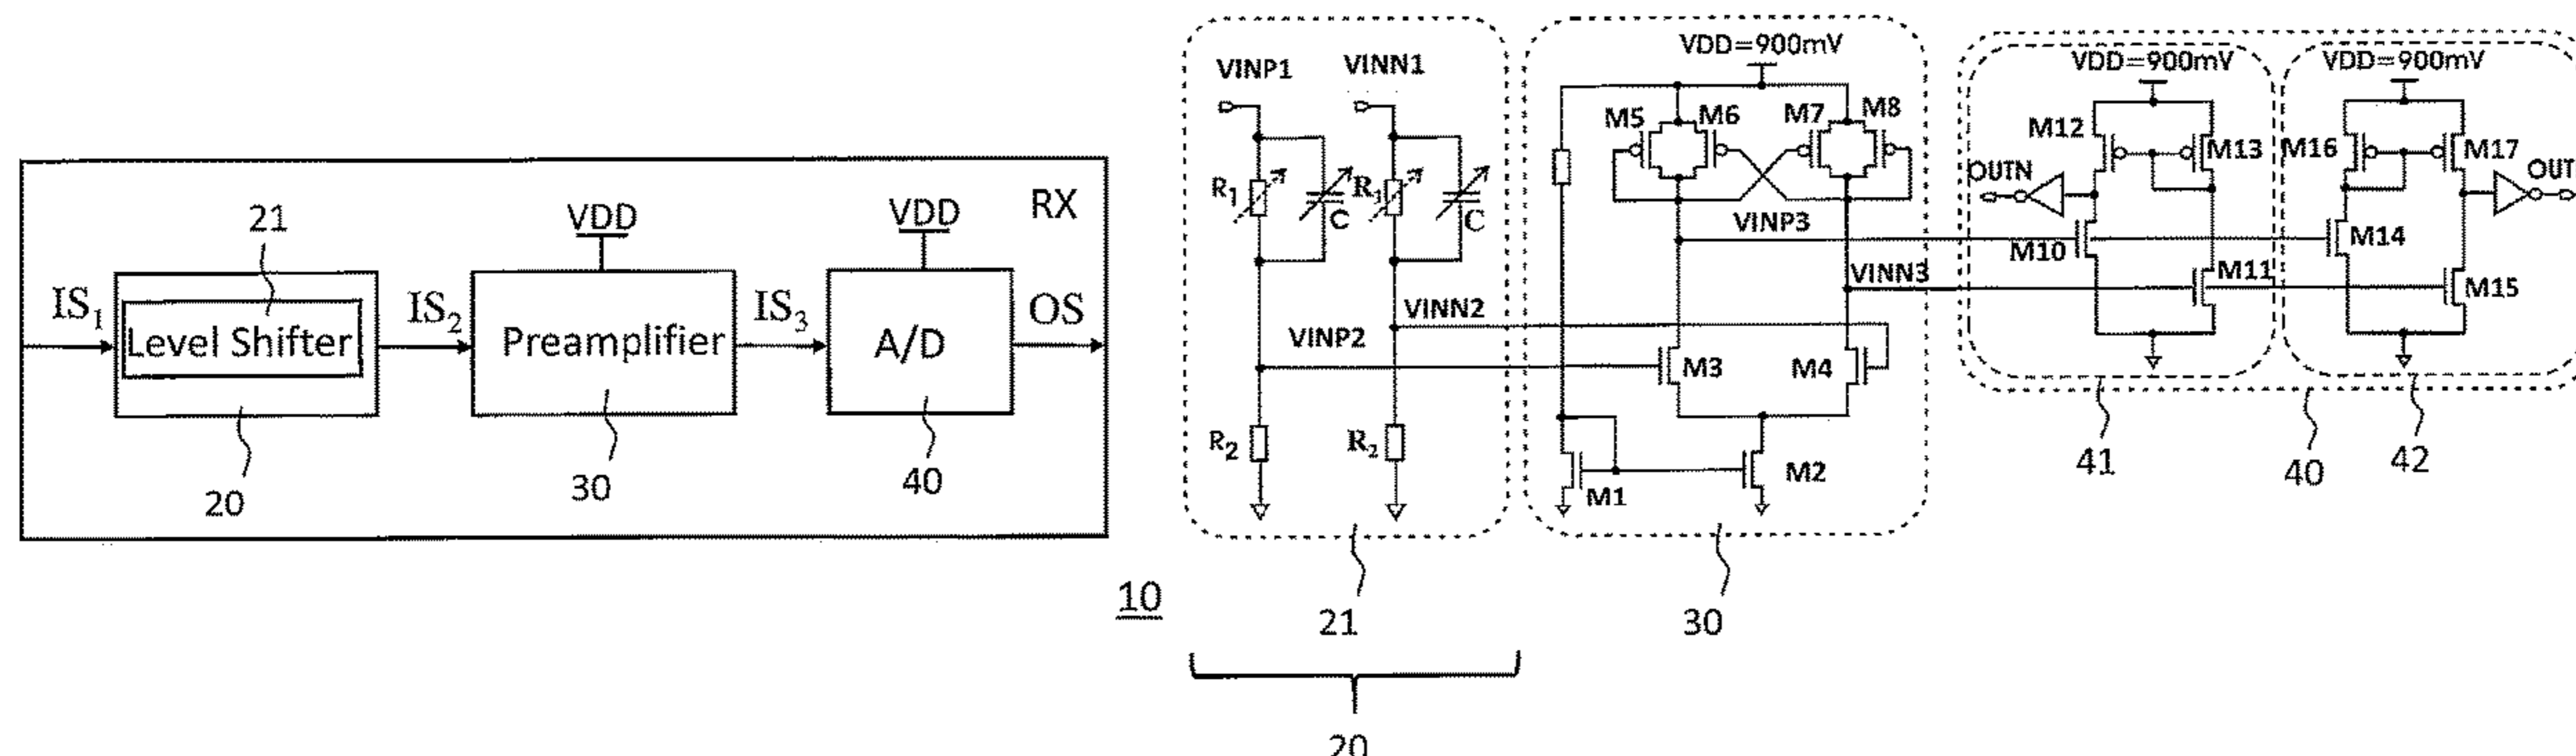 RX
21
VDD
VDD
IS1
Level Shifter
IS2
Preamplifier
IS3
A/D
OS
20
30
40
10
VINP1
VINN1
R1
C
R1
C
VINP2
VINN2
R2
R2
21
20
VDD=900mV
M5
M6
M7
M8
VINP3
VINN3
M3
M4
M1
M2
30
VDD=900mV
M12
M13
OUTN
M10
M11
41
VDD=900mV
M16
M17
OUT
M14
M15
40
42